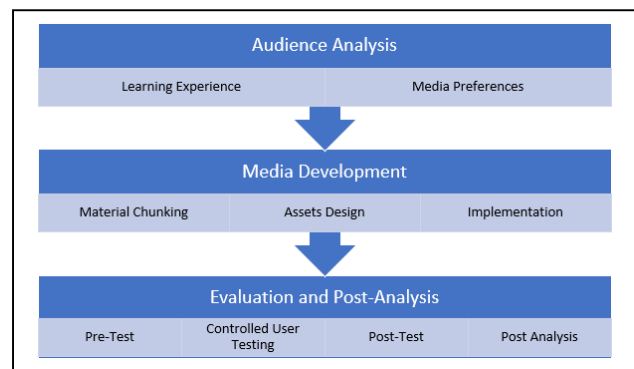 Audience Analysis
Learning Experience
Media Preferences
Media Development
Material Chunking
Assets Design
Implementation
Evaluation and Post-Analysis
Pre-Test
Controlled User
Testing
Post-Test
Post Analysis